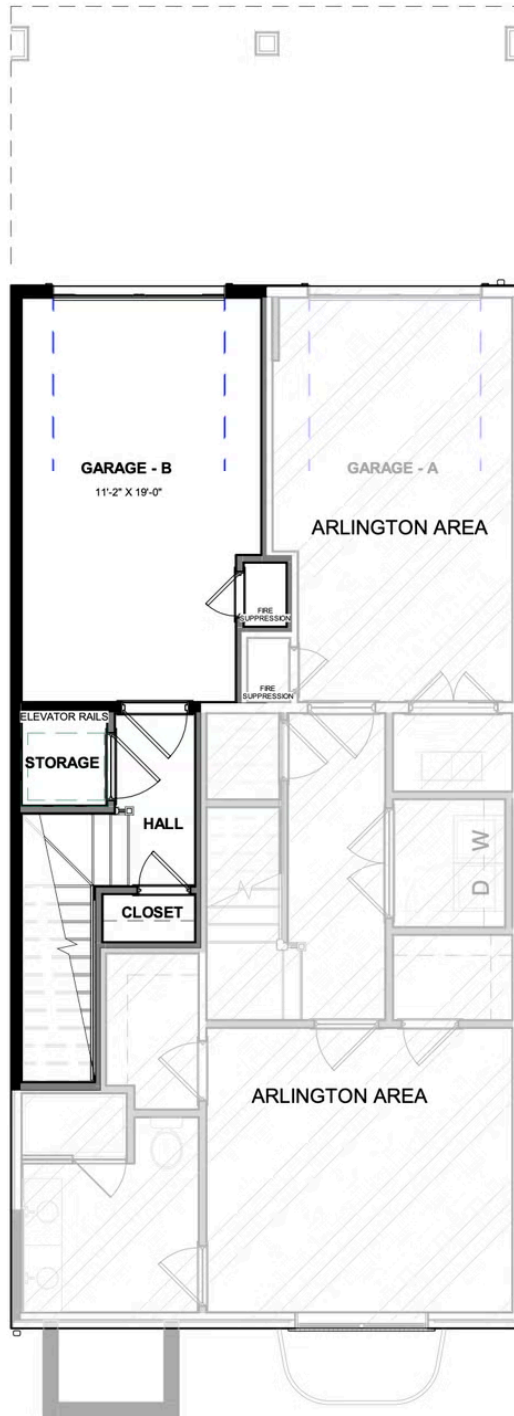 GARAGE - B
11'-2" X 19'-0"
GARAGE - A
ARLINGTON AREA
FIRE
SUPPRESSION
FIRE
SUPPRESSION
ELEVATOR RAILS
STORAGE
HALL
CLOSET
D W
ARLINGTON AREA